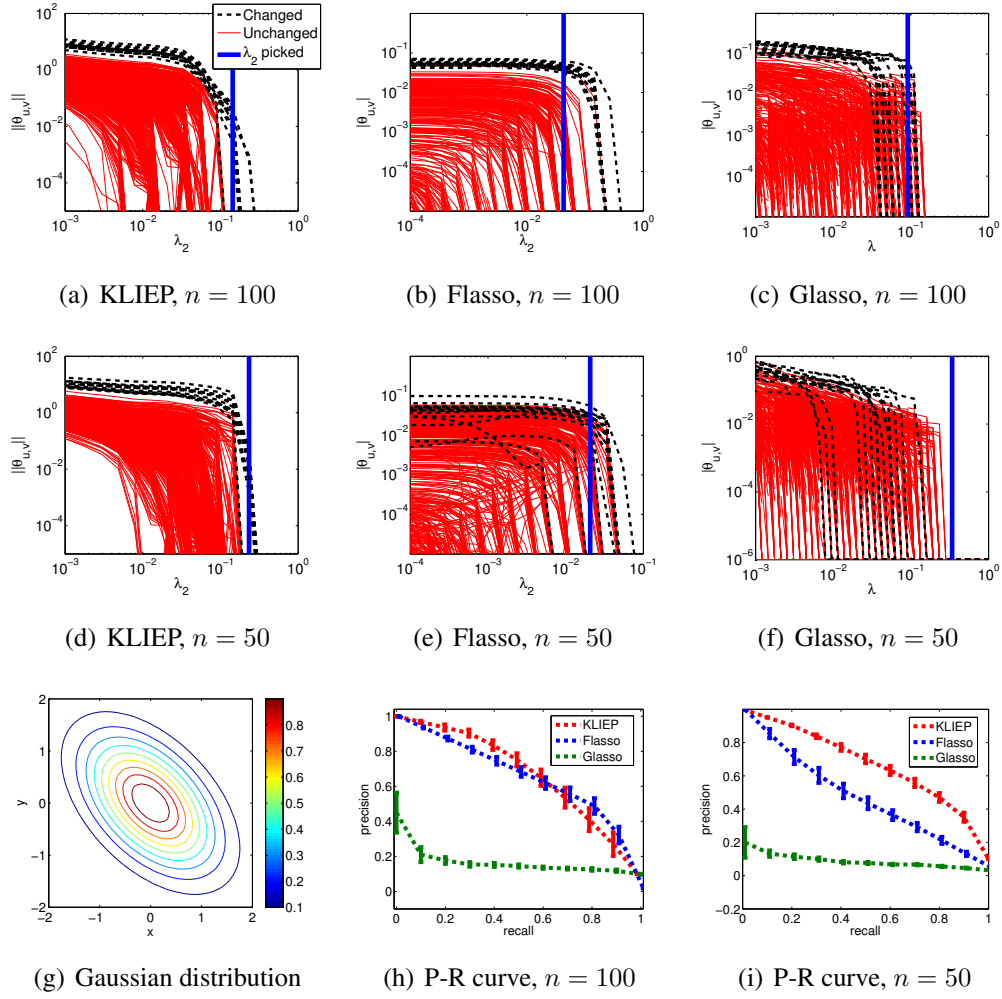 10^2
10^0
10^-2
10^-4
||θu,v||
10^-3 10^-2 10^-1 10^0
λ2
Changed
Unchanged
λ2 picked
(a) KLIEP, n = 100
10^-1
10^-2
10^-3
10^-4
|θu,v|
10^-4 10^-2 10^0
λ2
(b) Flasso, n = 100
10^-1
10^-2
10^-3
10^-4
|θu,v|
10^-3 10^-2 10^-1 10^0
λ
(c) Glasso, n = 100
10^2
10^0
10^-2
10^-4
||θu,v||
10^-3 10^-2 10^-1 10^0
λ2
(d) KLIEP, n = 50
10^-1
10^-2
10^-3
10^-4
|θu,v|
10^-4 10^-3 10^-2 10^-1
λ2
(e) Flasso, n = 50
10^0
10^-2
10^-4
10^-6
|θu,v|
10^-3 10^-2 10^-1 10^0
λ
(f) Glasso, n = 50
2
1
0
−1
−2
y
−2 −1 0 1 2
x
0.8
0.7
0.6
0.5
0.4
0.3
0.2
0.1
(g) Gaussian distribution
1
0.8
0.6
0.4
0.2
0
precision
0 0.2 0.4 0.6 0.8 1
recall
KLIEP
Flasso
Glasso
(h) P-R curve, n = 100
0.8
0.6
0.4
0.2
0
−0.2
precision
0 0.2 0.4 0.6 0.8 1
recall
KLIEP
Flasso
Glasso
(i) P-R curve, n = 50